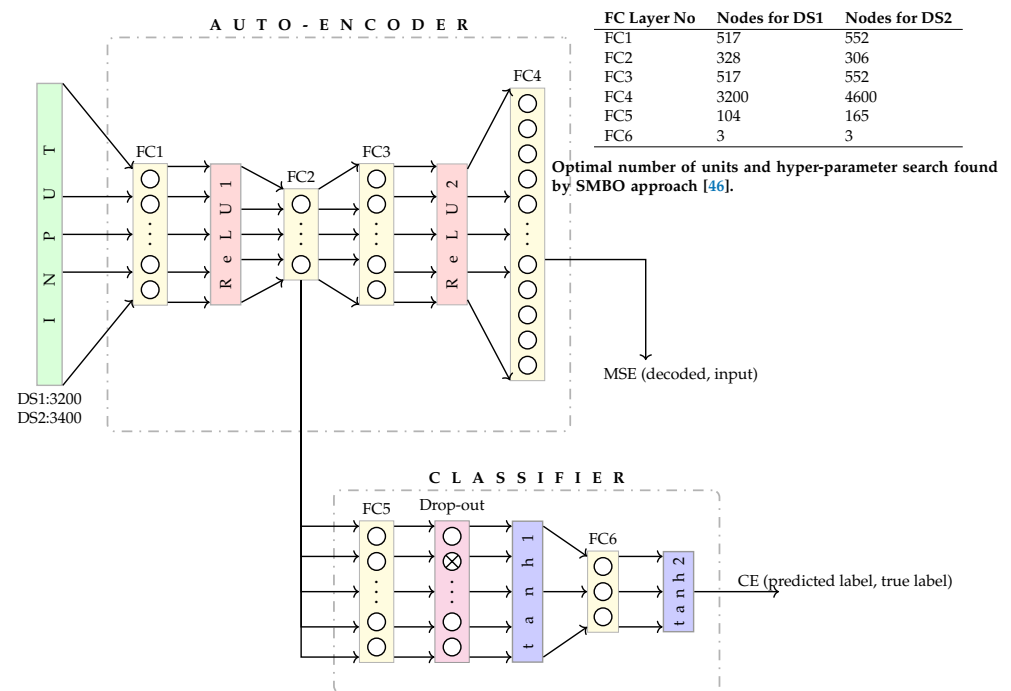 A U T O - E N C O D E R
FC Layer No Nodes for DS1 Nodes for DS2
FC1 517 552
FC2 328 306
FC3 517 552
FC4 3200 4600
FC5 104 165
FC6 3 3
Optimal number of units and hyper-parameter search found
by SMBO approach [46].
I N P U T
DS1:3200
DS2:3400
FC1
R e L U 1
FC2
FC3
R e L U 2
FC4
MSE (decoded, input)
C L A S S I F I E R
FC5
Drop-out
t a n h 1
FC6
t a n h 2
CE (predicted label, true label)